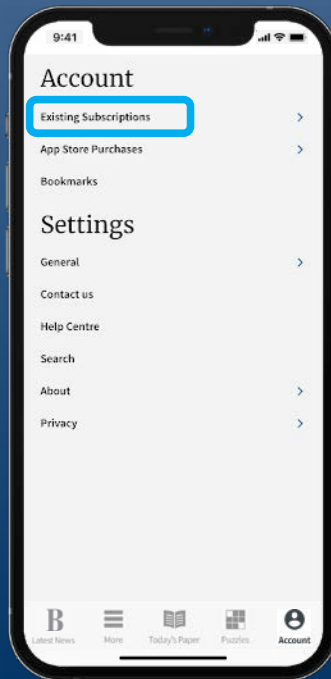 9:41
Account
Existing Subscriptions
App Store Purchases
Bookmarks
Settings
General
Contact us
Help Centre
Search
About
Privacy
B
Latest News More Today's Paper Puzzles Account